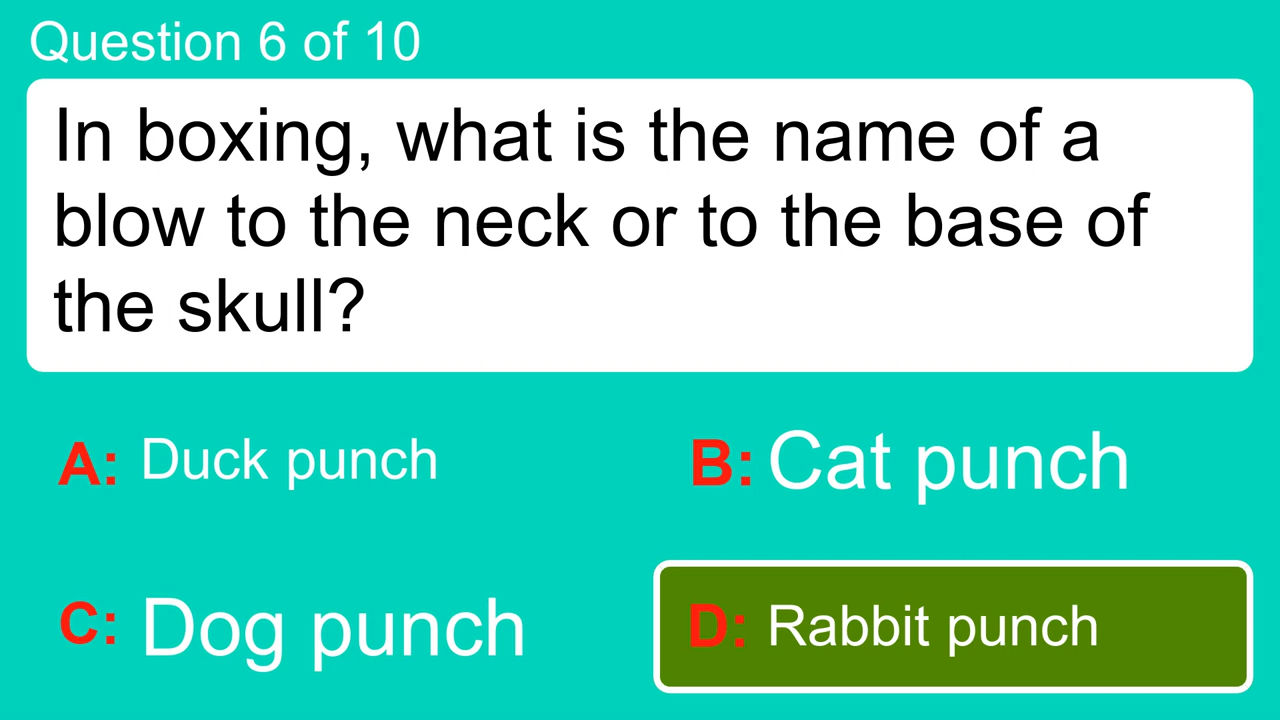 Question 6 of 10
In boxing, what is the name of a
blow to the neck or to the base of
the skull?
A: Duck punch
B: Cat punch
C: Dog punch
D: Rabbit punch